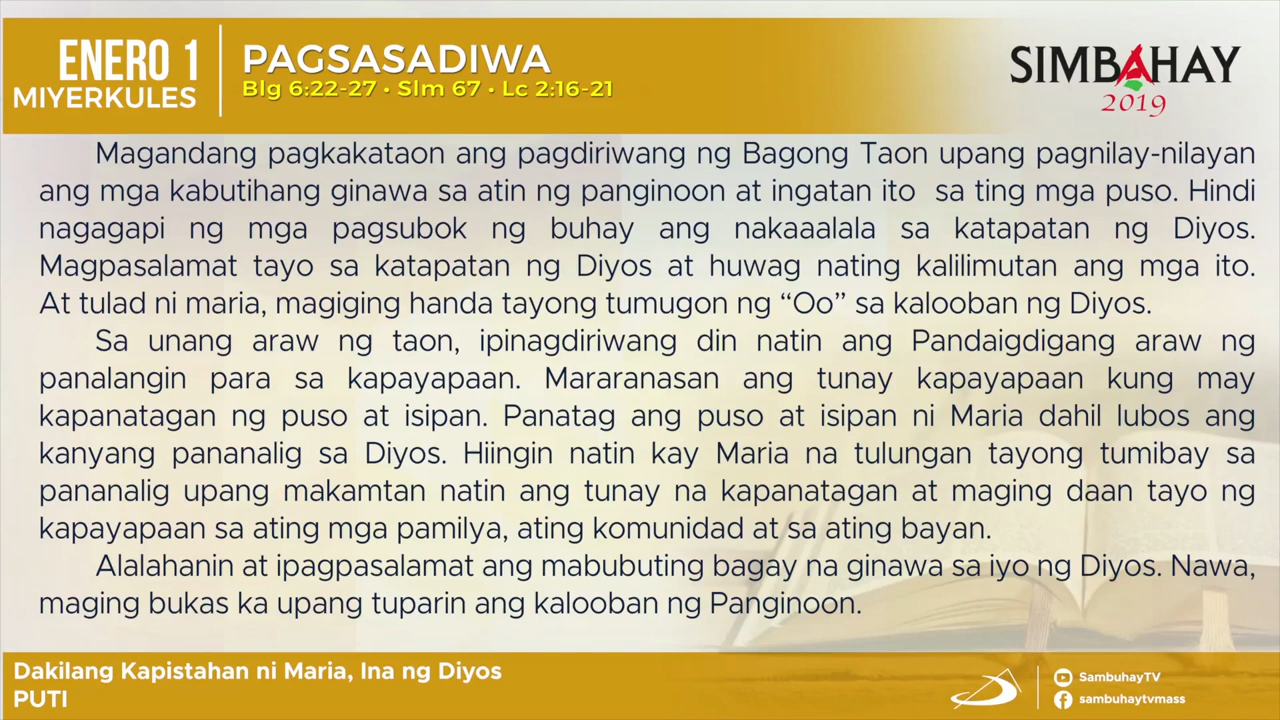 ENERO 1
MIYERKULES
PAGSASADIWA
Blg 6:22-27 • Slm 67 • Lc 2:16-21
SIMBAHAY
2019
Magandang pagkakataon ang pagdiriwang ng Bagong Taon upang pagnilay-nilayan
ang mga kabutihang ginawa sa atin ng panginoon at ingatan ito sa ting mga puso. Hindi
nagagapi ng mga pagsubok ng buhay ang nakaaalala sa katapatan ng Diyos.
Magpasalamat tayo sa katapatan ng Diyos at huwag nating kalilimutan ang mga ito.
At tulad ni maria, magiging handa tayong tumugon ng “Oo” sa kalooban ng Diyos.
Sa unang araw ng taon, ipinagdiriwang din natin ang Pandaigdigang araw ng
panalangin para sa kapayapaan. Mararanasan ang tunay kapayapaan kung may
kapanatagan ng puso at isipan. Panatag ang puso at isipan ni Maria dahil lubos ang
kanyang pananalig sa Diyos. Hiingin natin kay Maria na tulungan tayong tumibay sa
pananalig upang makamtan natin ang tunay na kapanatagan at maging daan tayo ng
kapayapaan sa ating mga pamilya, ating komunidad at sa ating bayan.
Alalahanin at ipagpasalamat ang mabubuting bagay na ginawa sa iyo ng Diyos. Nawa,
maging bukas ka upang tuparin ang kalooban ng Panginoon.
Dakilang Kapistahan ni Maria, Ina ng Diyos
PUTI
SambuhayTV
sambuhaytvmass